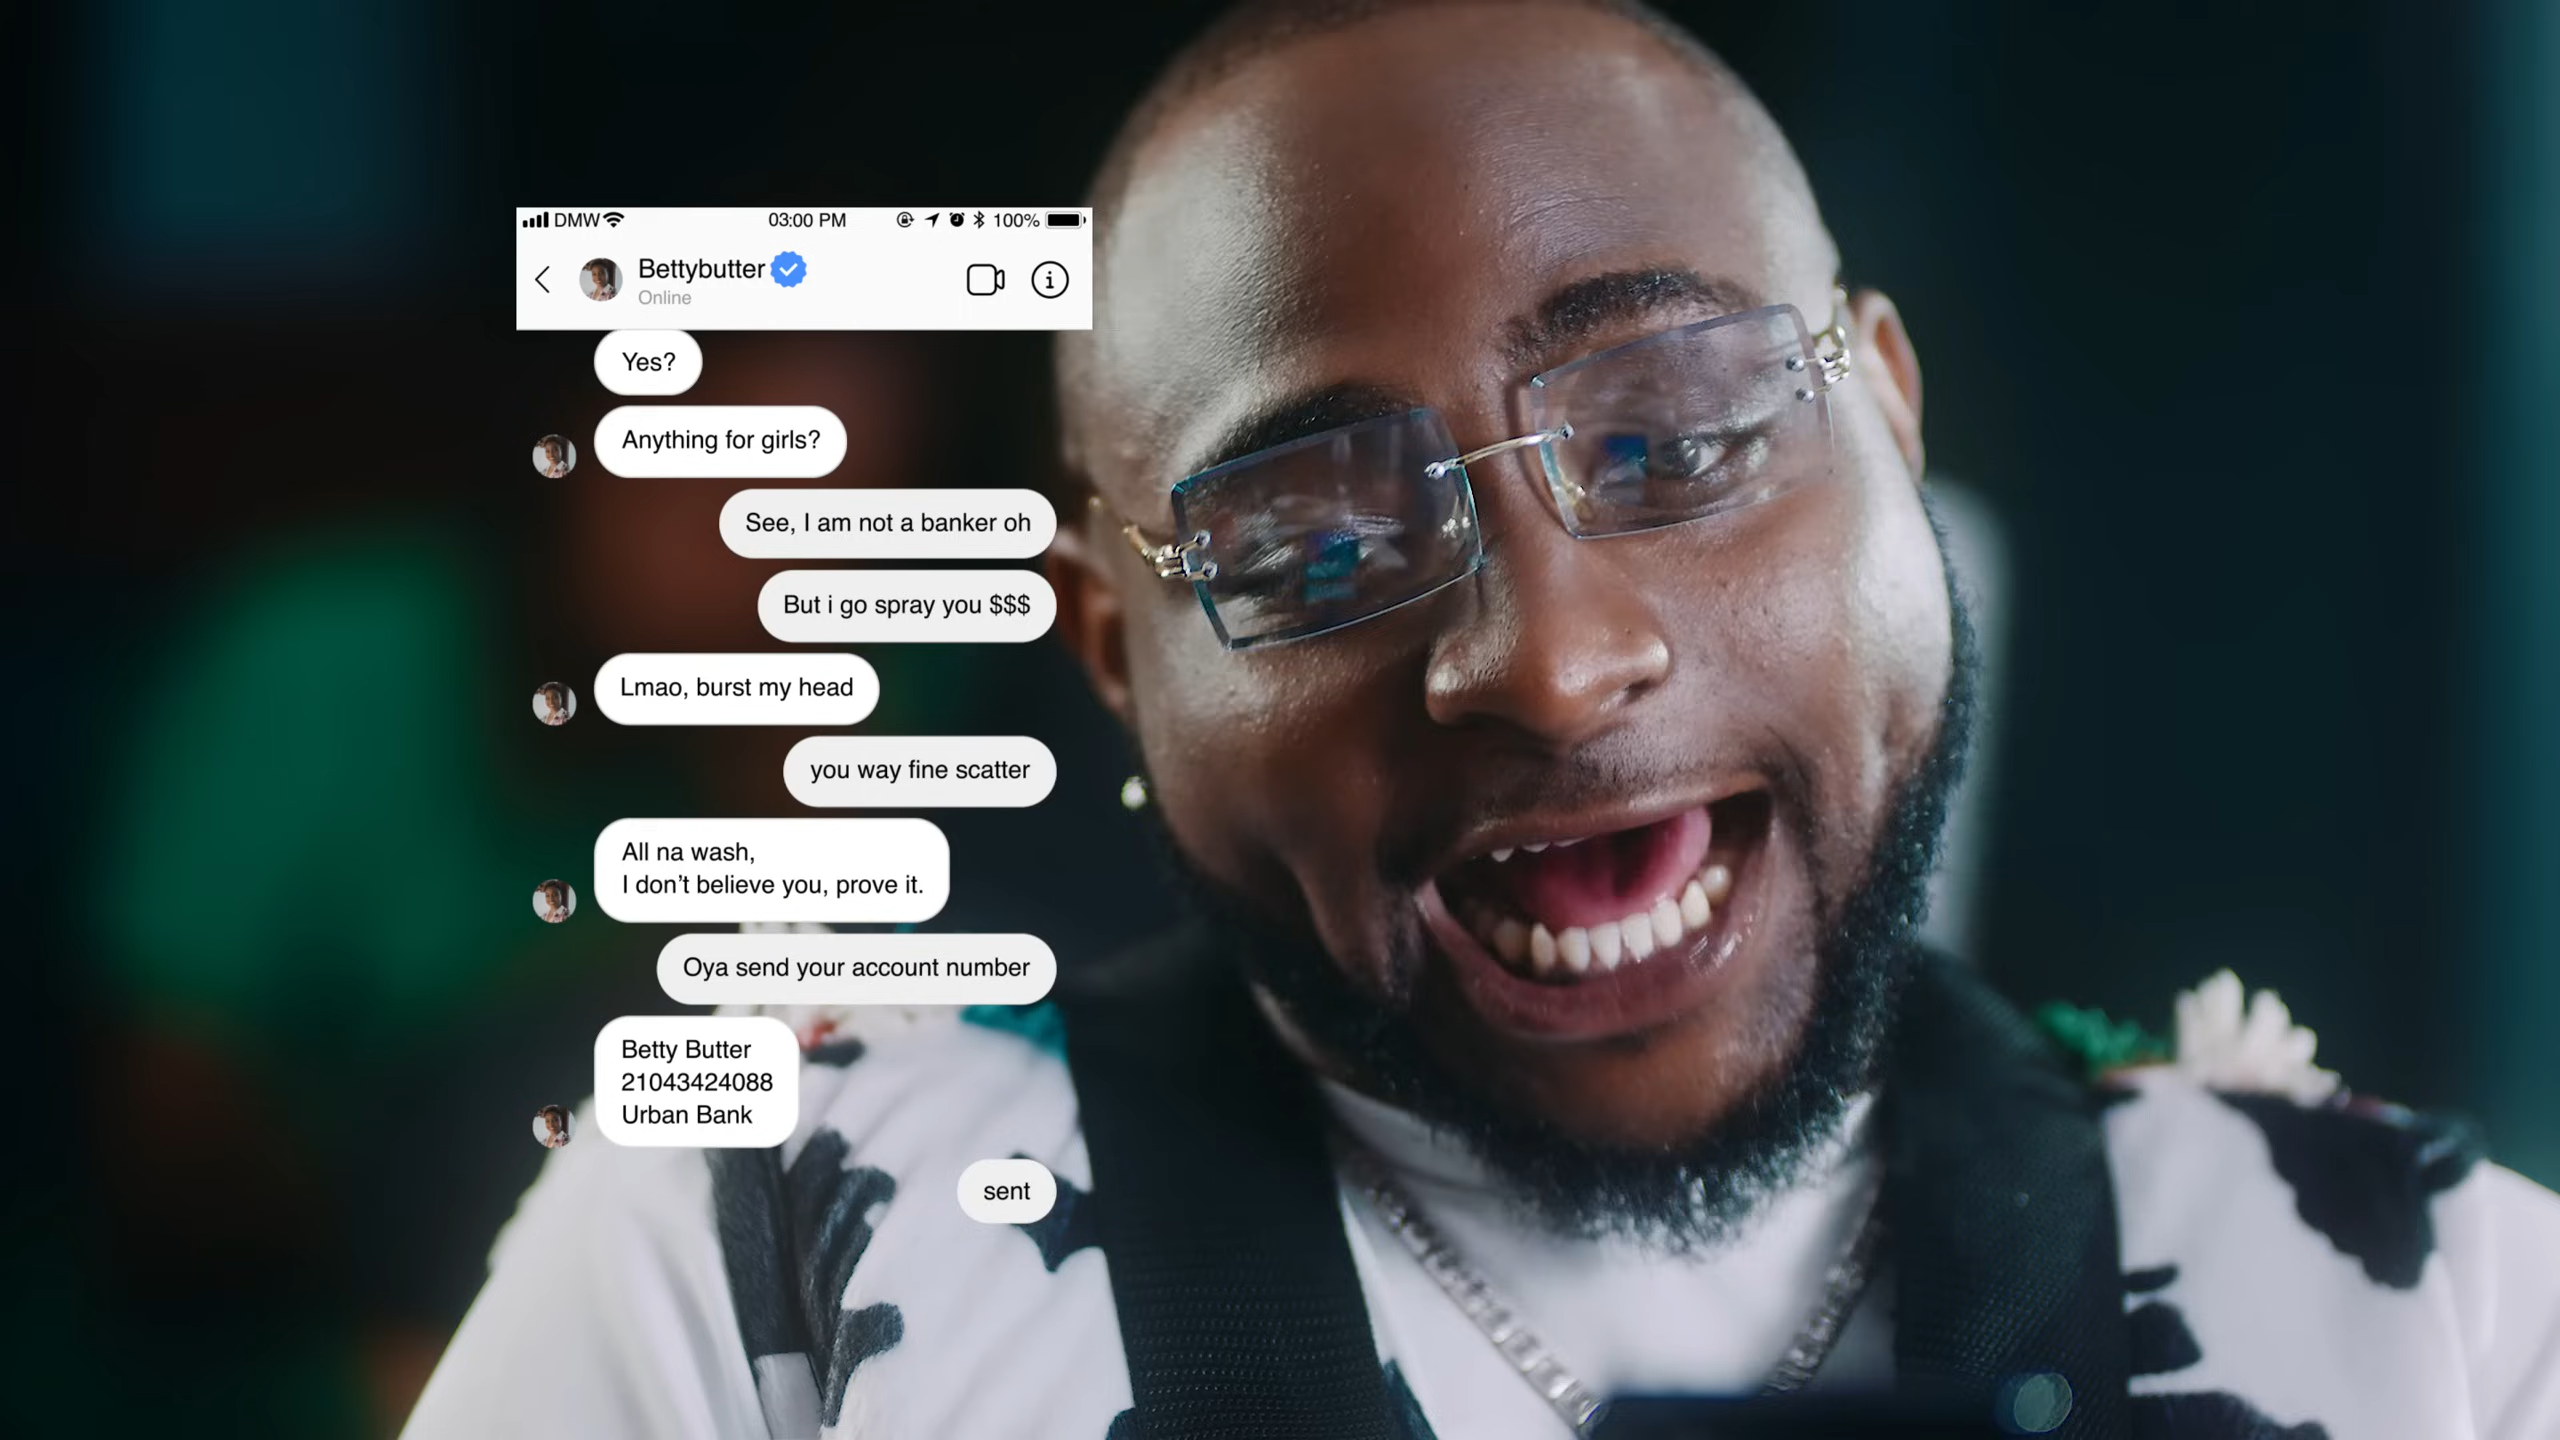 DMW 03:00 PM 100%
Bettybutter
Online
Yes?
Anything for girls?
See, I am not a banker oh
But i go spray you $$$
Lmao, burst my head
you way fine scatter
All na wash,
I don't believe you, prove it.
Oya send your account number
Betty Butter
21043424088
Urban Bank
sent